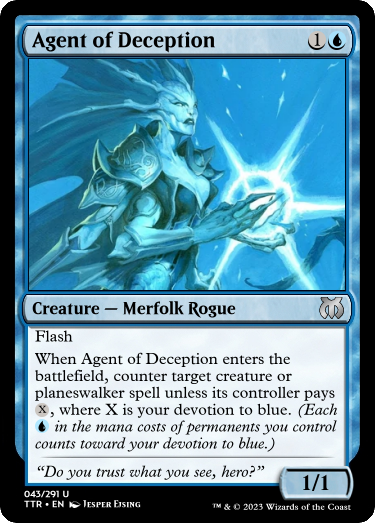 Agent of Deception 1
Creature — Merfolk Rogue
Flash
When Agent of Deception enters the
battlefield, counter target creature or
planeswalker spell unless its controller pays
X, where X is your devotion to blue. (Each
in the mana costs of permanents you control
counts toward your devotion to blue.)
“Do you trust what you see, hero?”
1/1
043/291 U
TTR • EN Jesper Eising
™ & © 2023 Wizards of the Coast